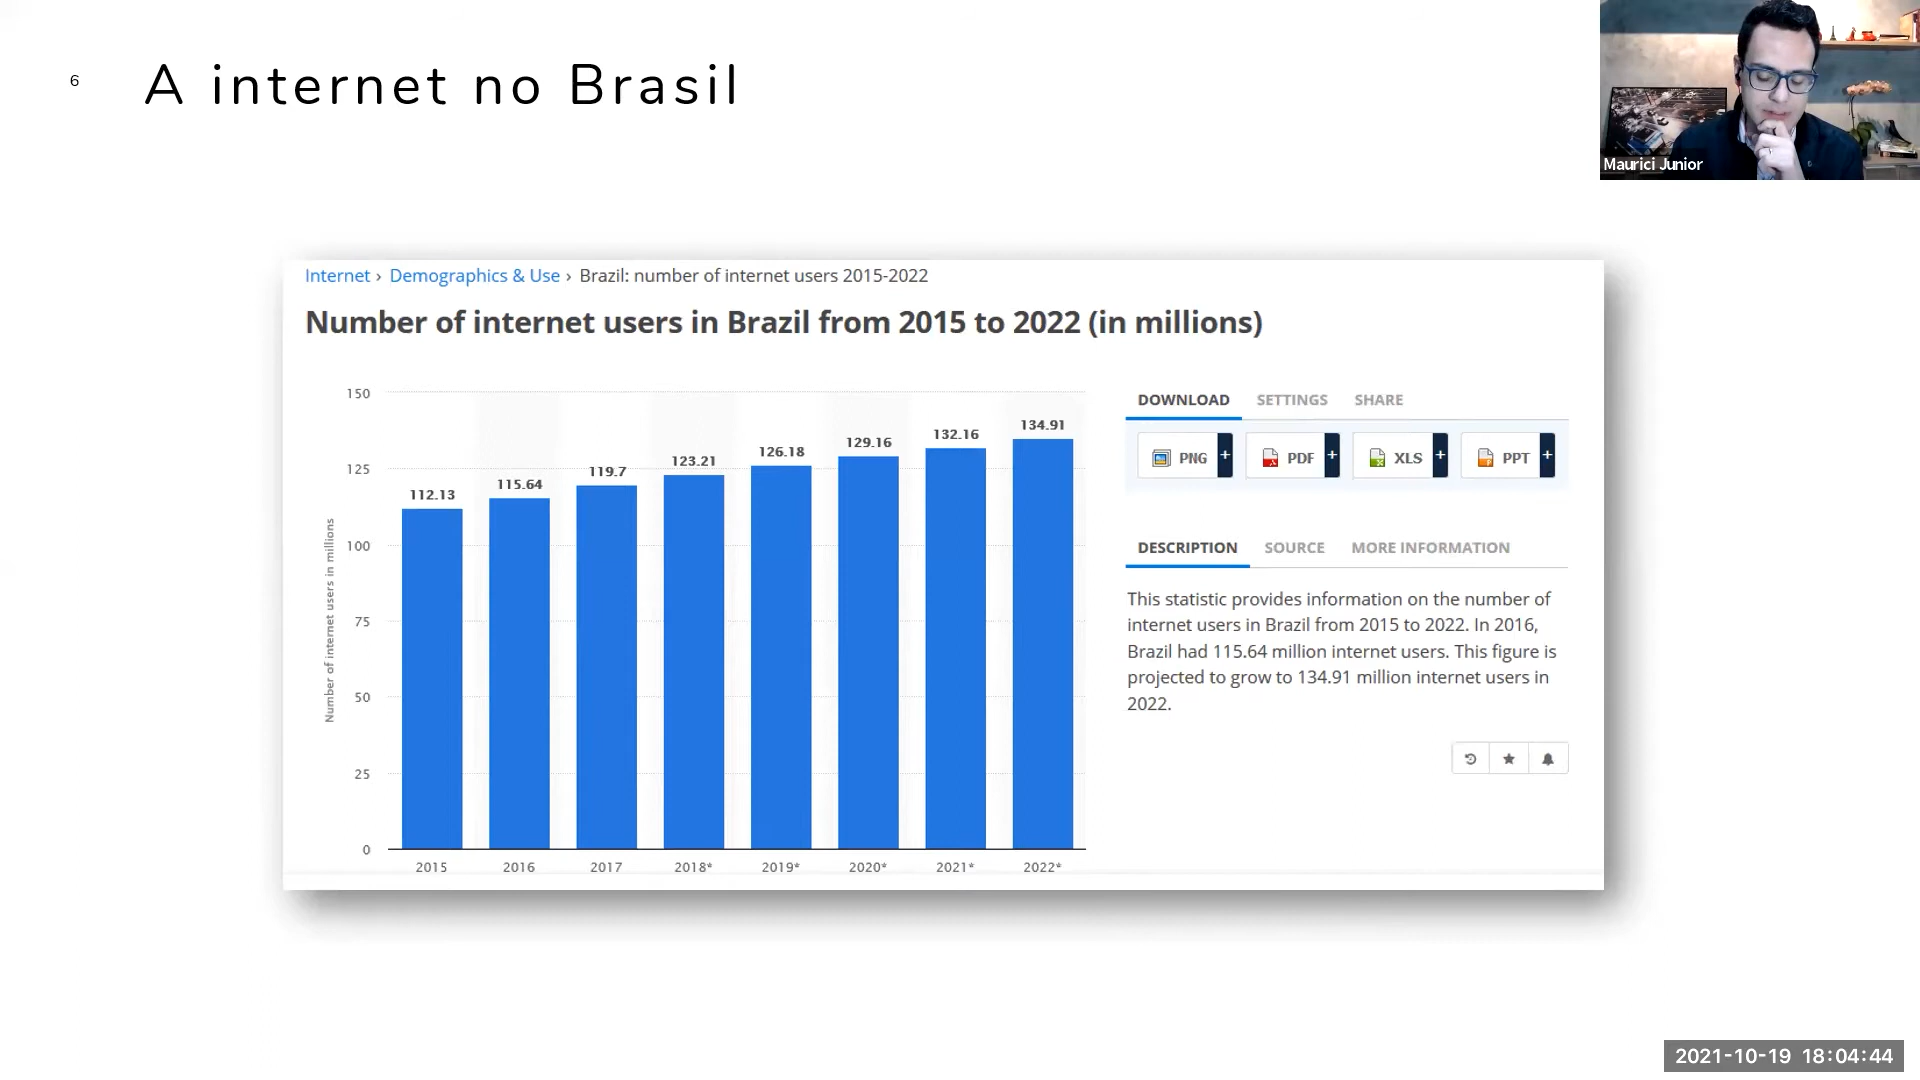 6
A internet no Brasil
Maurici Junior
Internet › Demographics & Use › Brazil: number of internet users 2015-2022
Number of internet users in Brazil from 2015 to 2022 (in millions)
Number of internet users in millions
150
125
100
75
50
25
0
112.13
115.64
119.7
123.21
126.18
129.16
132.16
134.91
2015 2016 2017 2018* 2019* 2020* 2021* 2022*
DOWNLOAD SETTINGS SHARE
PNG + PDF + XLS + PPT +
DESCRIPTION SOURCE MORE INFORMATION
This statistic provides information on the number of
internet users in Brazil from 2015 to 2022. In 2016,
Brazil had 115.64 million internet users. This figure is
projected to grow to 134.91 million internet users in
2022.
2021-10-19 18:04:44